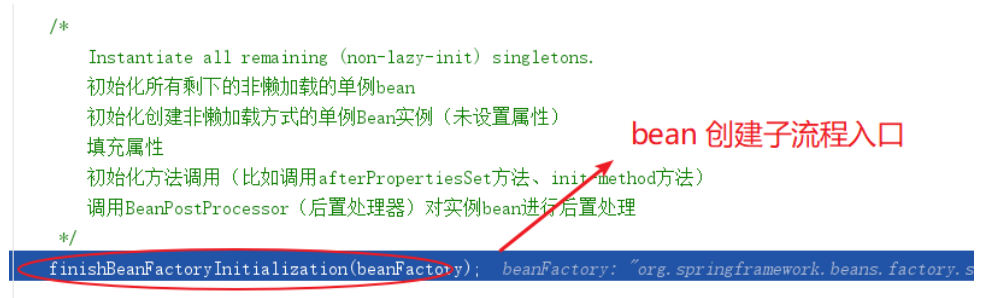 /*
Instantiate all remaining (non-lazy-init) singletons.
初始化所有剩下的非懒加载的单例bean
初始化创建非懒加载方式的单例Bean实例（未设置属性）
填充属性
初始化方法调用（比如调用afterPropertiesSet方法、init-method方法）
调用BeanPostProcessor（后置处理器）对实例bean进行后置处理
*/
bean 创建子流程入口
finishBeanFactoryInitialization(beanFactory); beanFactory: "org.springframework.beans.factory.s